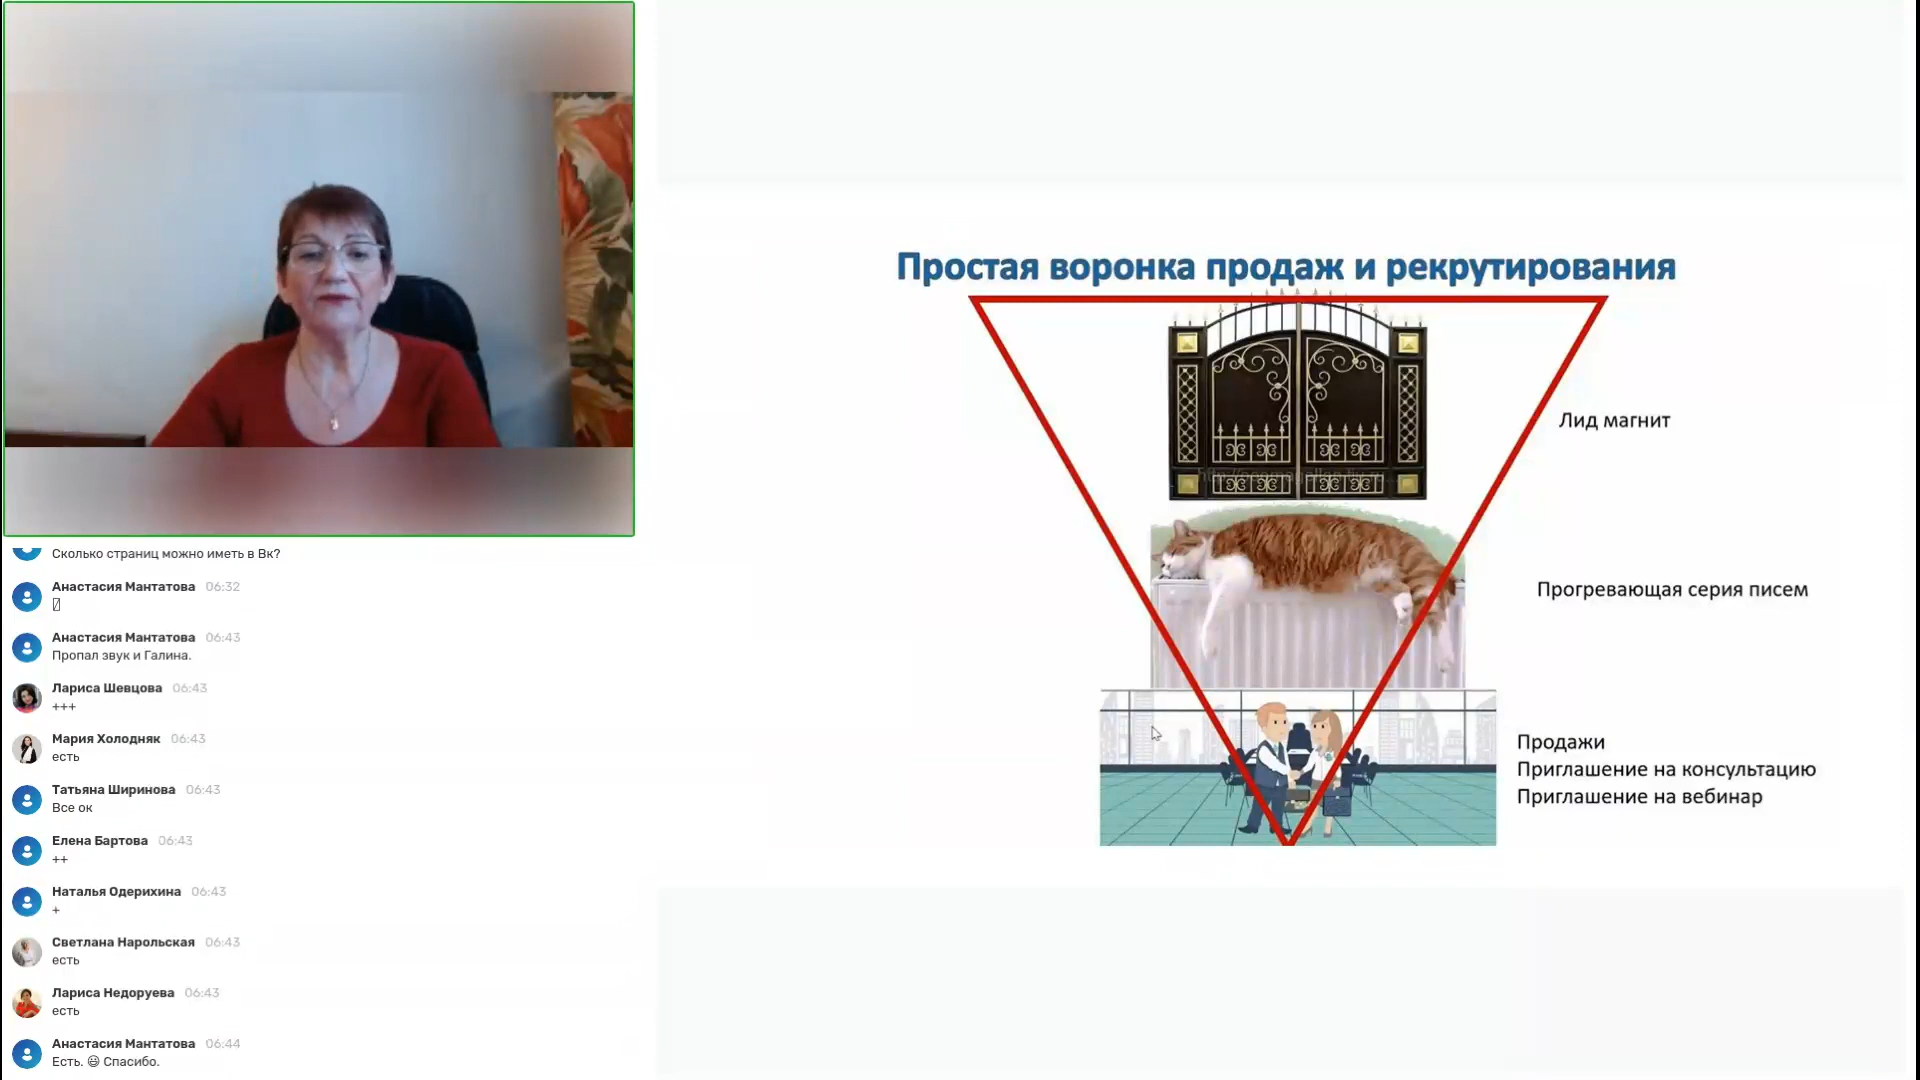 Простая воронка продаж и рекрутирования
Лид магнит
Прогревающая серия писем
Продажи
Приглашение на консультацию
Приглашение на вебинар
Сколько страниц можно иметь в Вк?
Анастасия Мантатова 06:32
Анастасия Мантатова 06:43
Пропал звук и Галина.
Лариса Шевцова 06:43
+++
Мария Холодняк 06:43
есть
Татьяна Ширинова 06:43
Все ок
Елена Бартова 06:43
++
Наталья Одерихина 06:43
+
Светлана Нарольская 06:43
есть
Лариса Недоруева 06:43
есть
Анастасия Мантатова 06:44
Есть. 😃 Спасибо.